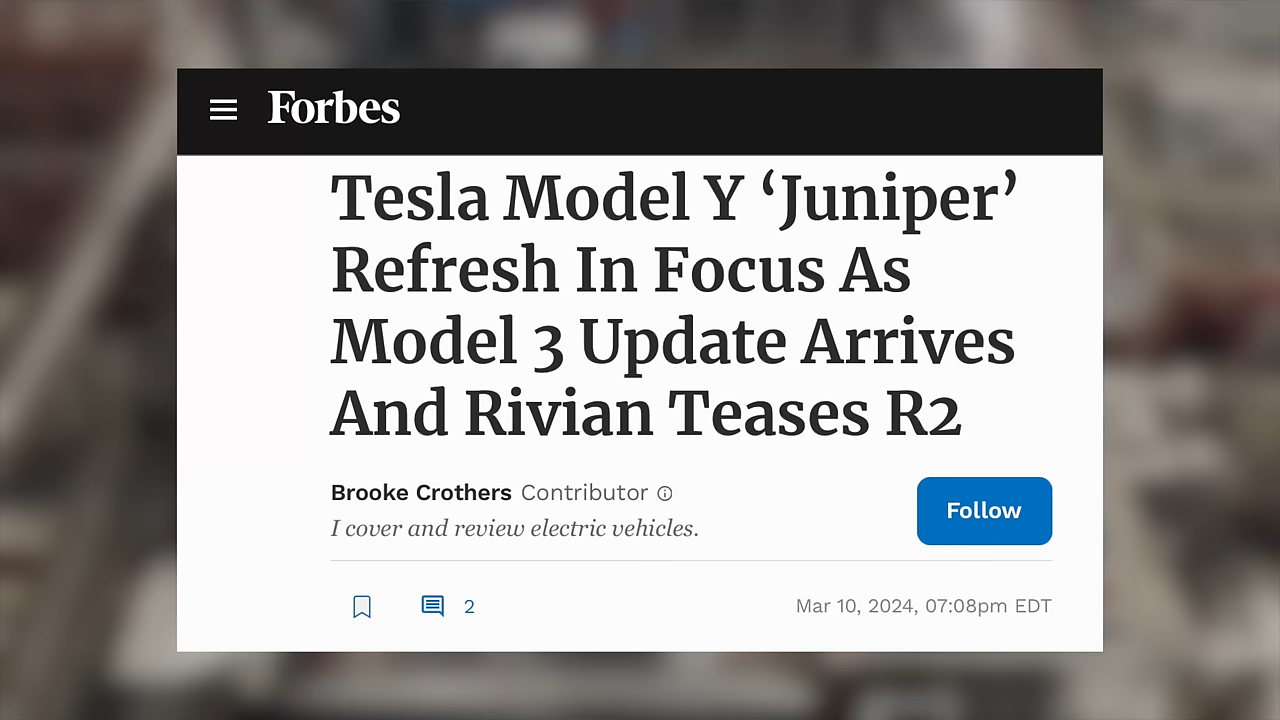 Forbes
Tesla Model Y ‘Juniper’
Refresh In Focus As
Model 3 Update Arrives
And Rivian Teases R2
Brooke Crothers Contributor
I cover and review electric vehicles.
Follow
2
Mar 10, 2024, 07:08pm EDT